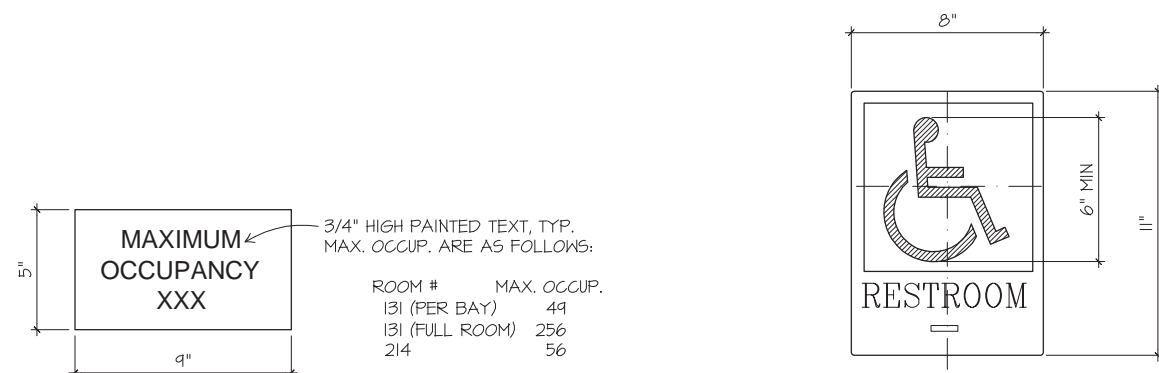 8"
3/4" HIGH PAINTED TEXT, TYP.
MAX. OCCUP. ARE AS FOLLOWS:
MAXIMUM
OCCUPANCY
XXX
5"
9"
ROOM # MAX. OCCUP.
131 (PER BAY) 49
131 (FULL ROOM) 256
214 56
6" MIN
11"
RESTROOM